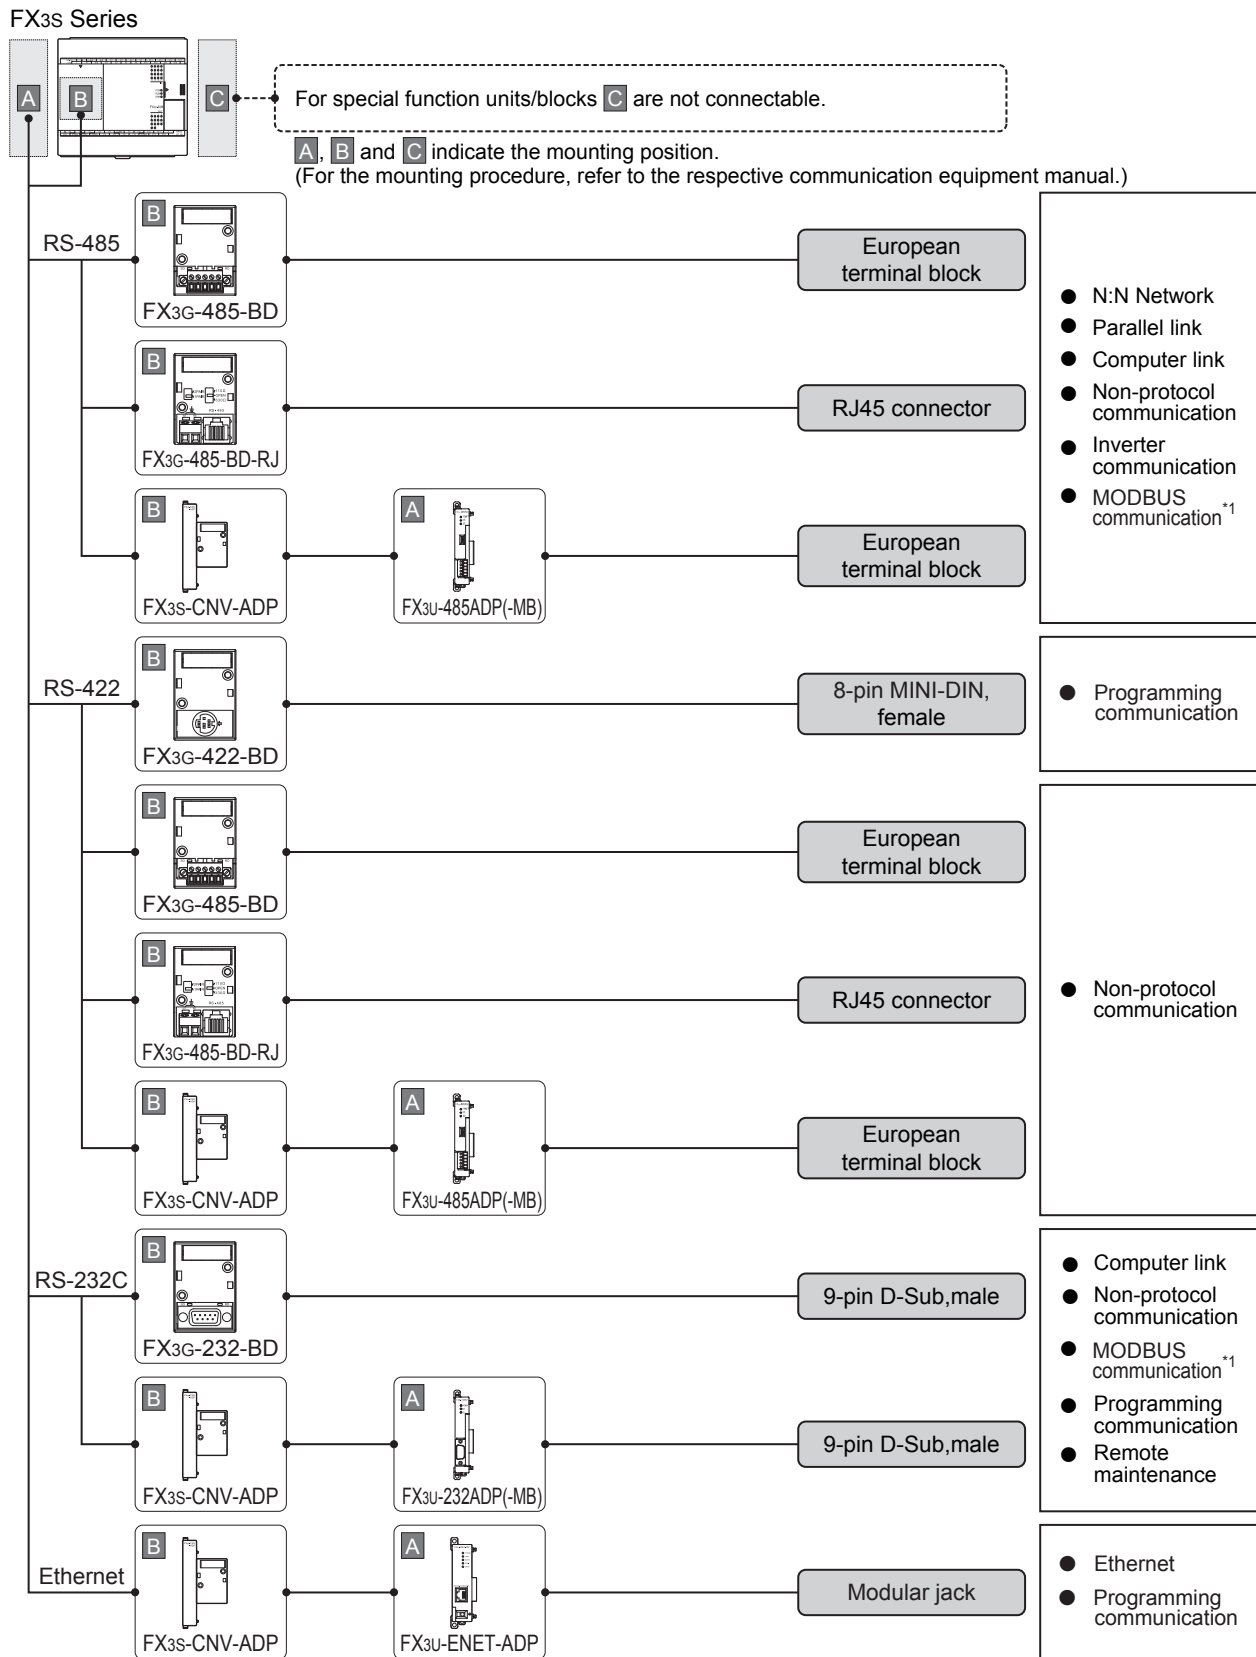 FX3S Series
A
B
C
For special function units/blocks C are not connectable.
A, B and C indicate the mounting position.
(For the mounting procedure, refer to the respective communication equipment manual.)
RS-485
B
FX3G-485-BD
European
terminal block
B
FX3G-485-BD-RJ
RJ45 connector
B
FX3S-CNV-ADP
A
FX3U-485ADP(-MB)
European
terminal block
● N:N Network
● Parallel link
● Computer link
● Non-protocol
communication
● Inverter
communication
● MODBUS
communication*1
RS-422
B
FX3G-422-BD
8-pin MINI-DIN,
female
● Programming
communication
B
FX3G-485-BD
European
terminal block
B
FX3G-485-BD-RJ
RJ45 connector
B
FX3S-CNV-ADP
A
FX3U-485ADP(-MB)
European
terminal block
● Non-protocol
communication
RS-232C
B
FX3G-232-BD
9-pin D-Sub,male
B
FX3S-CNV-ADP
A
FX3U-232ADP(-MB)
9-pin D-Sub,male
● Computer link
● Non-protocol
communication
● MODBUS
communication*1
● Programming
communication
● Remote
maintenance
Ethernet
B
FX3S-CNV-ADP
A
FX3U-ENET-ADP
Modular jack
● Ethernet
● Programming
communication